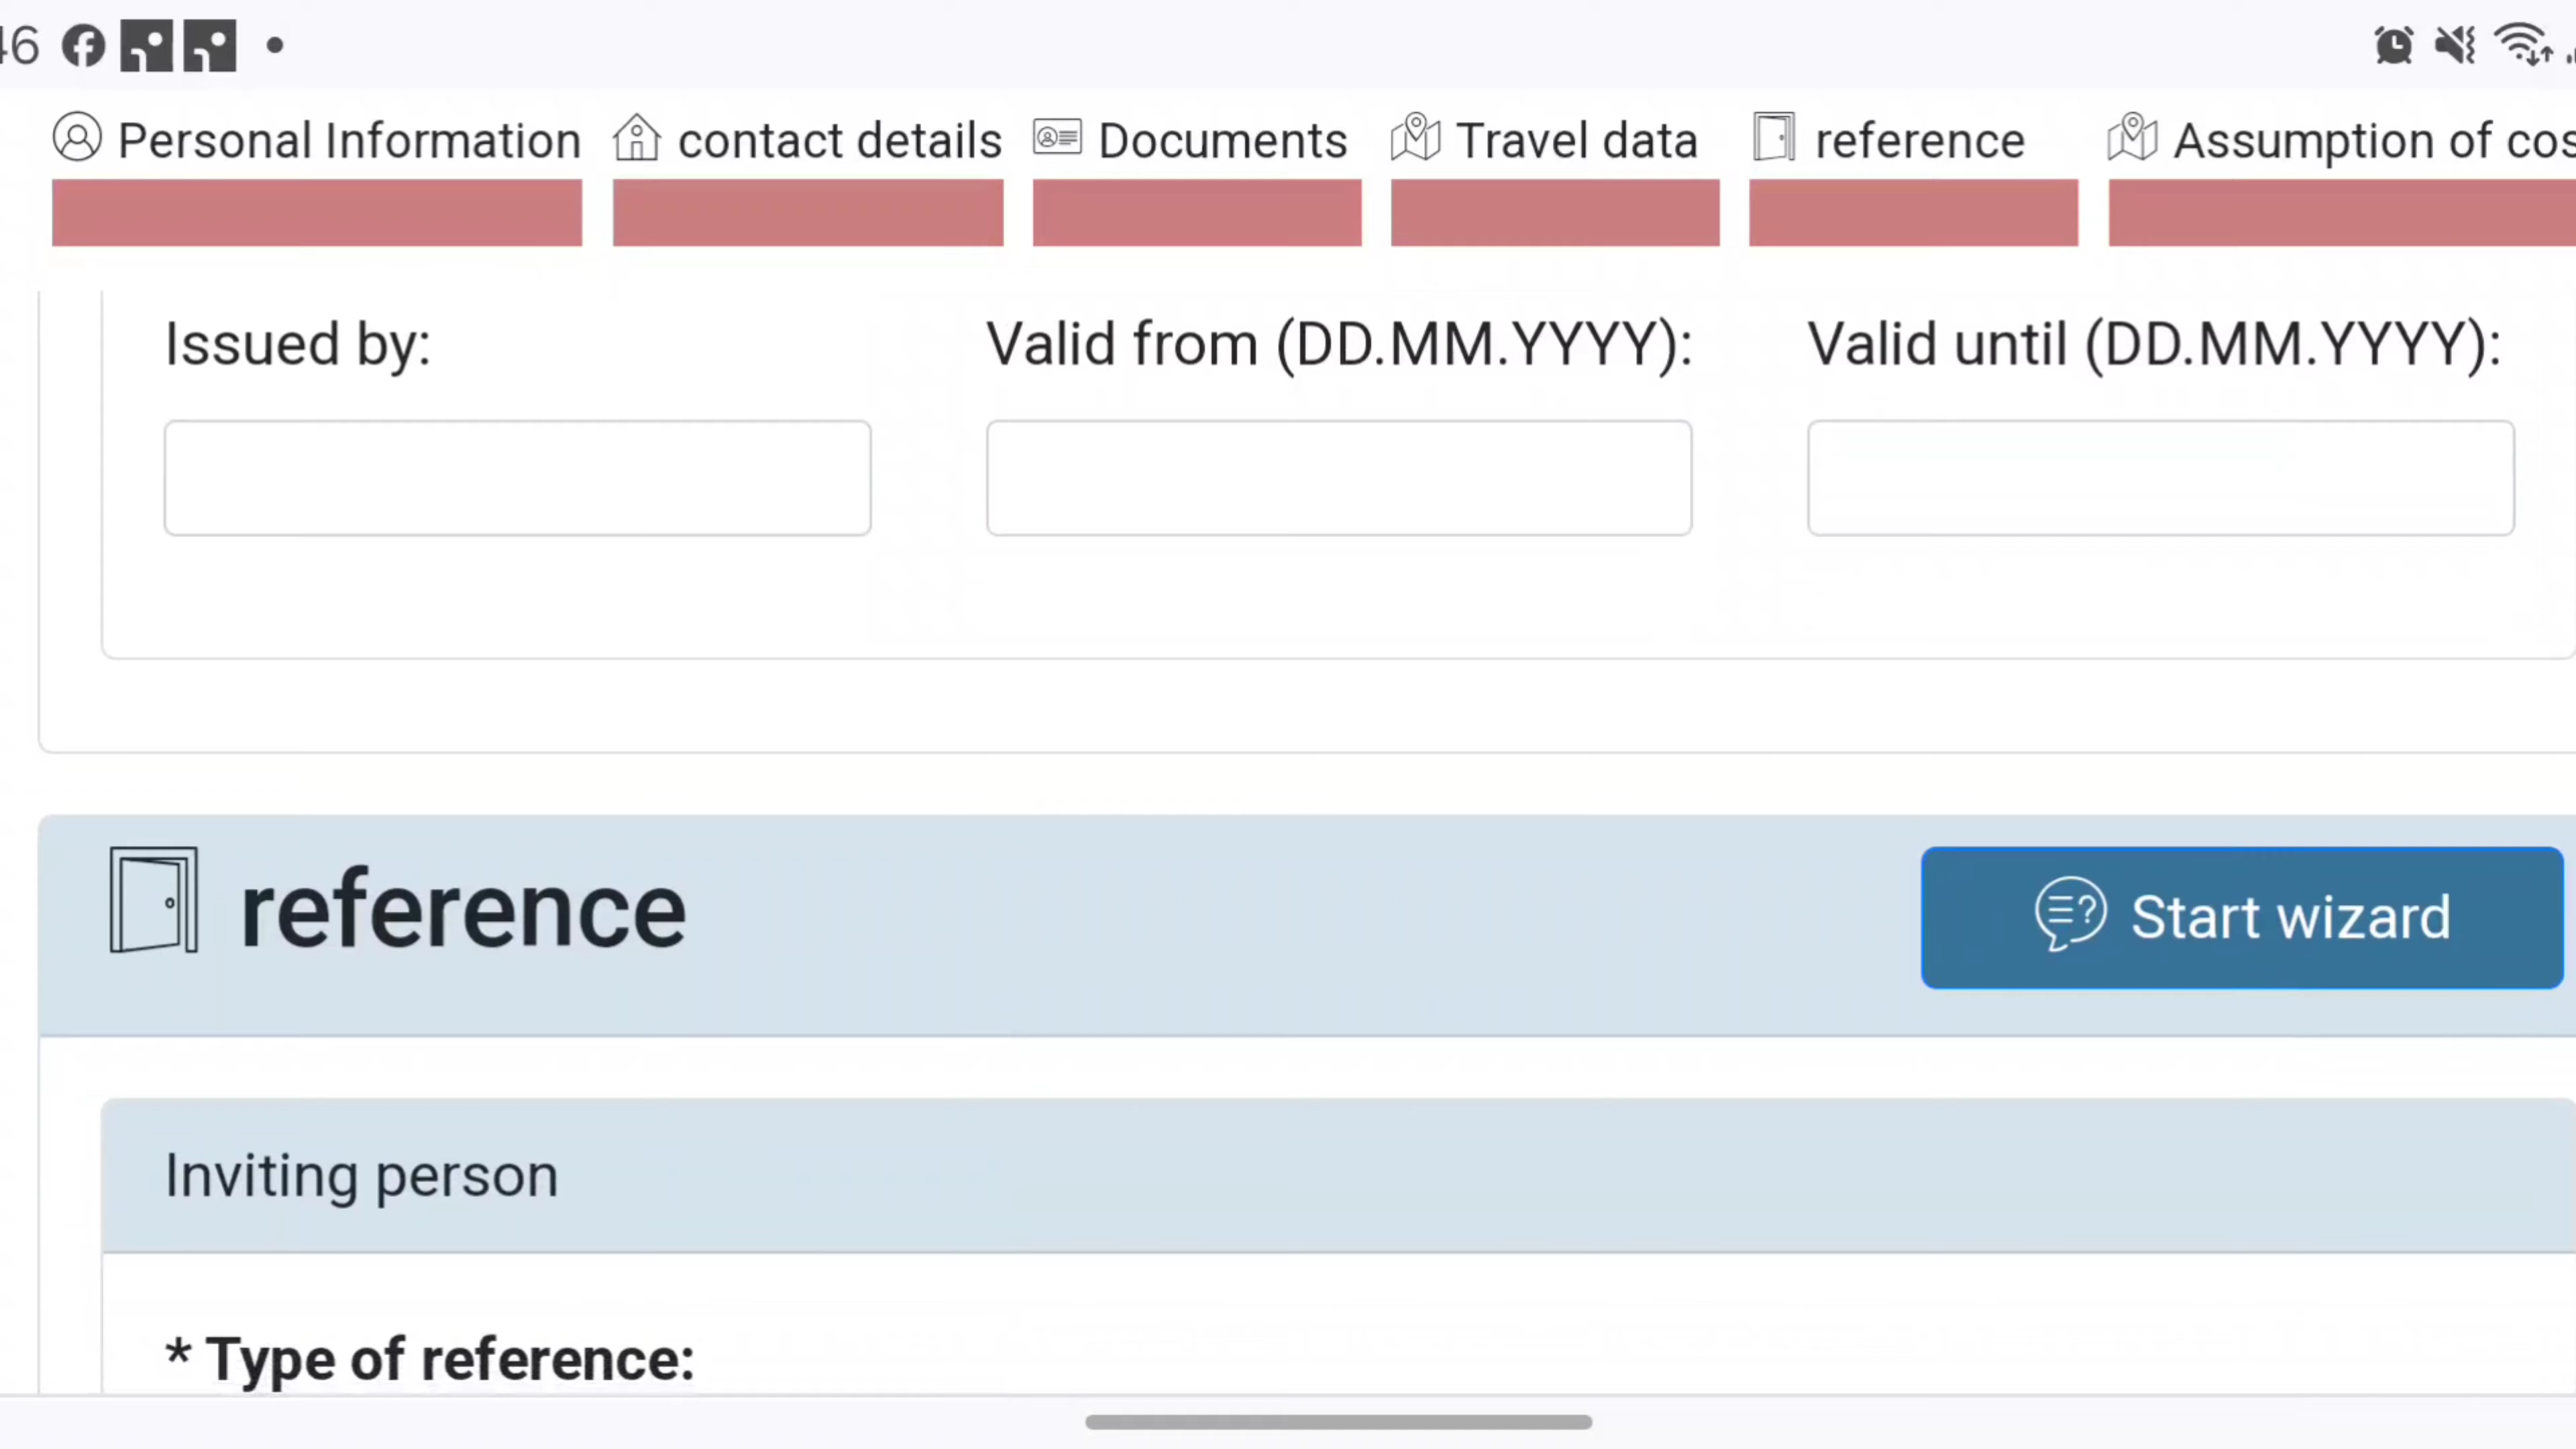 46
Personal Information contact details Documents Travel data reference Assumption of cos
Issued by: Valid from (DD.MM.YYYY): Valid until (DD.MM.YYYY):
reference Start wizard
Inviting person
* Type of reference: